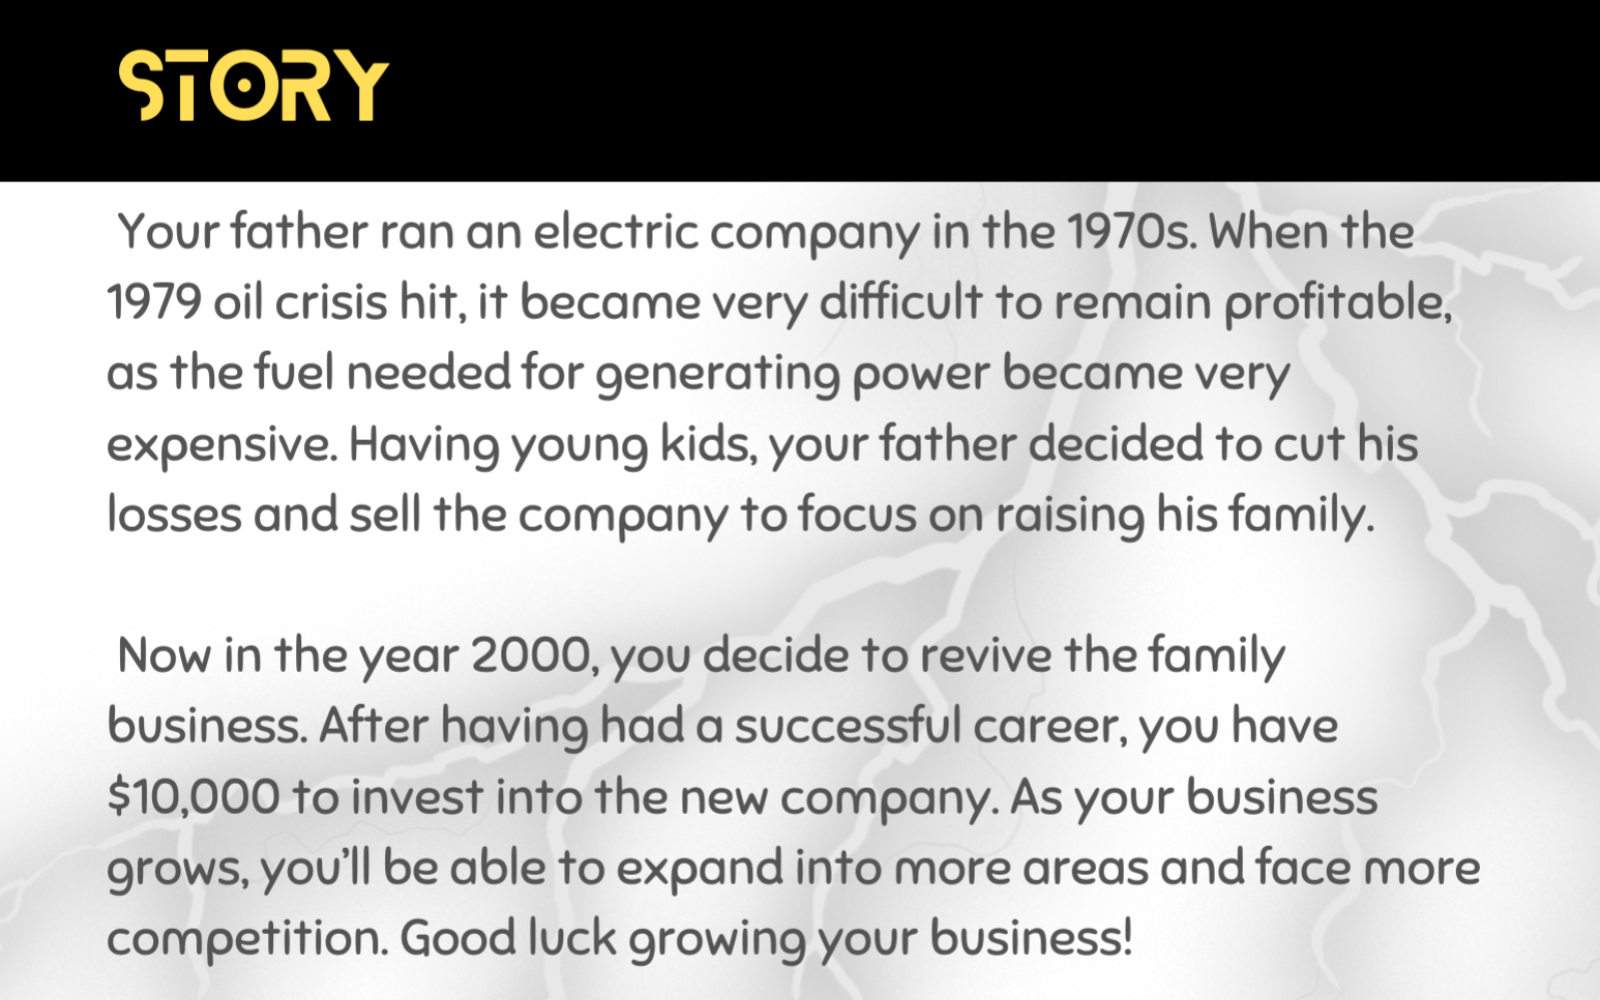 STORY
Your father ran an electric company in the 1970s. When the
1979 oil crisis hit, it became very difficult to remain profitable,
as the fuel needed for generating power became very
expensive. Having young kids, your father decided to cut his
losses and sell the company to focus on raising his family.
Now in the year 2000, you decide to revive the family
business. After having had a successful career, you have
$10,000 to invest into the new company. As your business
grows, you'll be able to expand into more areas and face more
competition. Good luck growing your business!